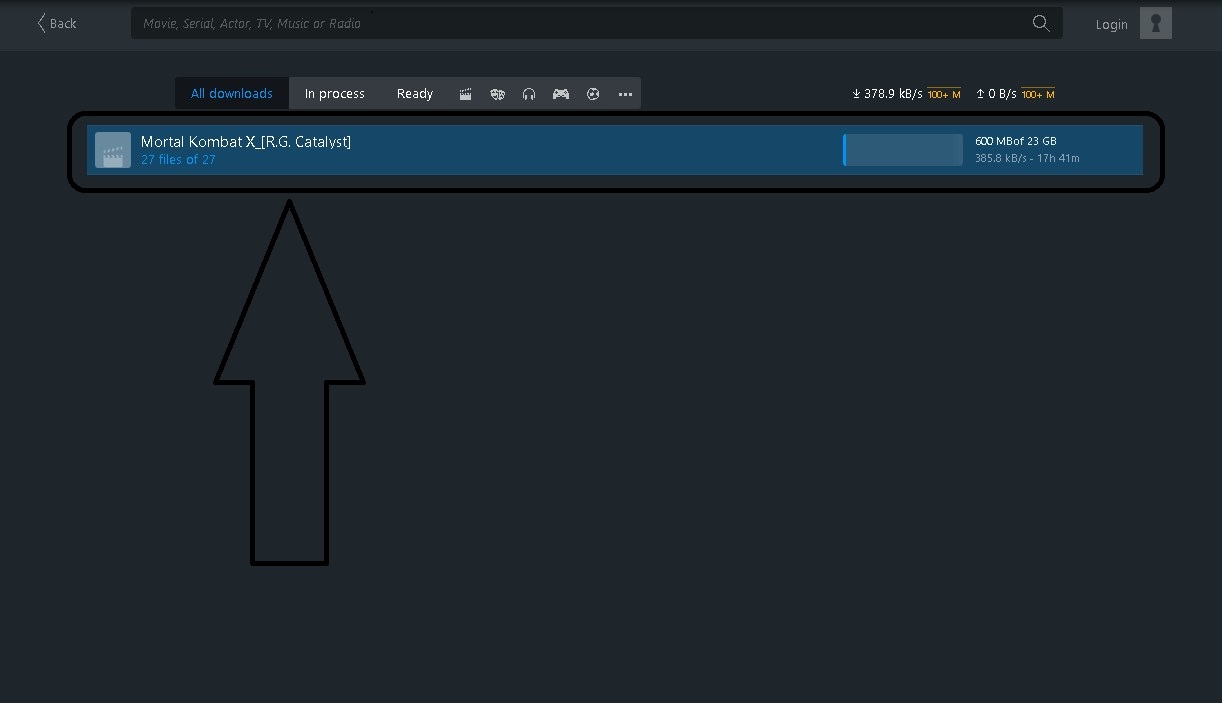 Back
Movie, Serial, Actor, TV, Music or Radio
Login
All downloads
In process
Ready
378.9 kB/s 100+ M
0 B/s 100+ M
Mortal Kombat X_[R.G. Catalyst]
27 files of 27
600 MBof 23 GB
385.8 kB/s - 17h 41m